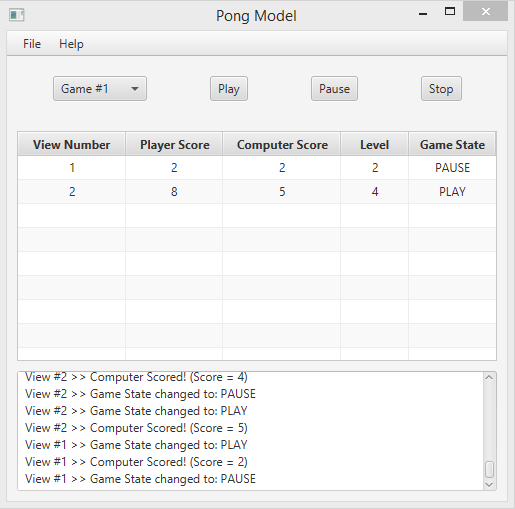 Pong Model
File Help
Game #1 Play Pause Stop
View Number Player Score Computer Score Level Game State
1 2 2 2 PAUSE
2 8 5 4 PLAY
View #2 >> Computer Scored! (Score = 4)
View #2 >> Game State changed to: PAUSE
View #2 >> Game State changed to: PLAY
View #2 >> Computer Scored! (Score = 5)
View #1 >> Game State changed to: PLAY
View #1 >> Computer Scored! (Score = 2)
View #1 >> Game State changed to: PAUSE